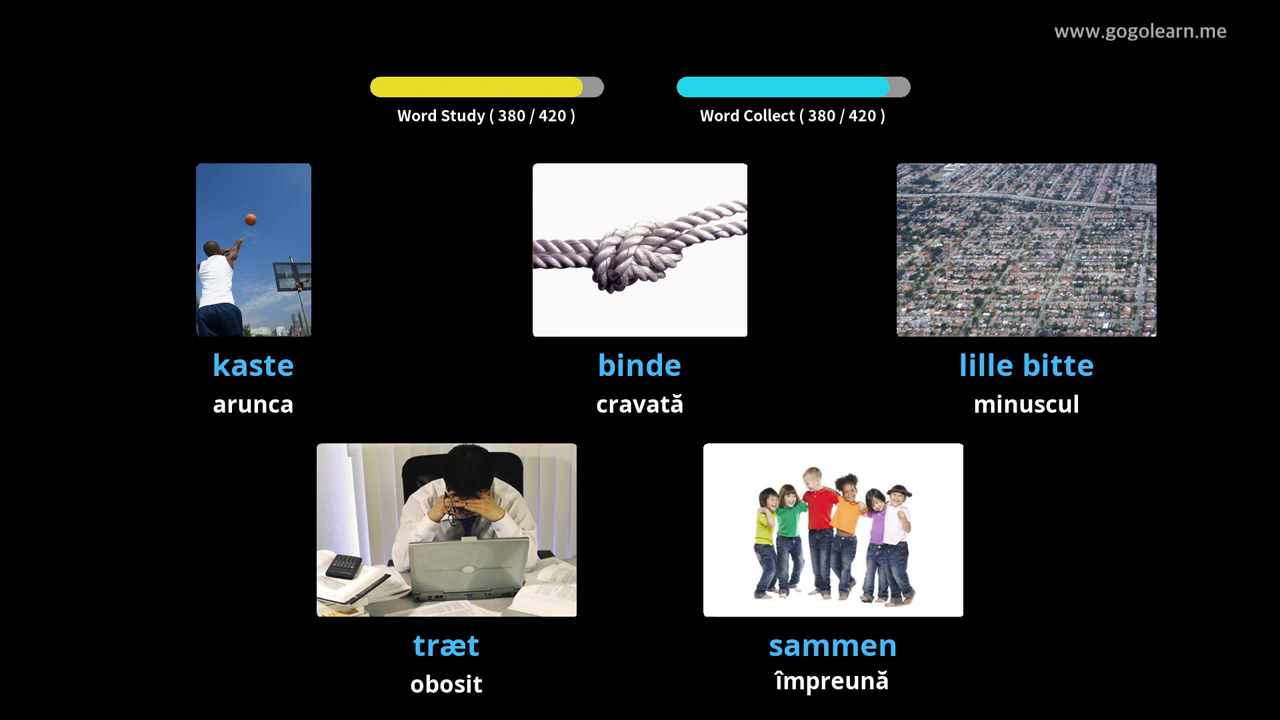 www.gogolearn.me
Word Study ( 380 / 420 )
Word Collect ( 380 / 420 )
kaste
arunca
binde
cravată
lille bitte
minuscul
træt
obosit
sammen
împreună